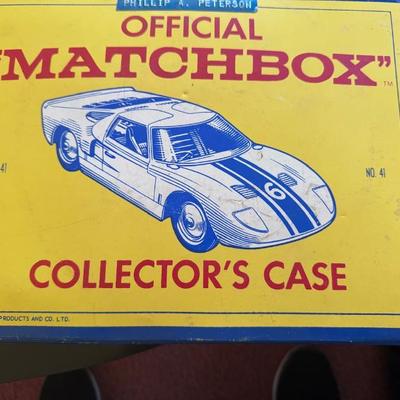 PHILLIP A. PETERSON
OFFICIAL
"MATCHBOX"
TM
41
6
NO. 41
COLLECTOR'S CASE
PRODUCTS AND CO. LTD.